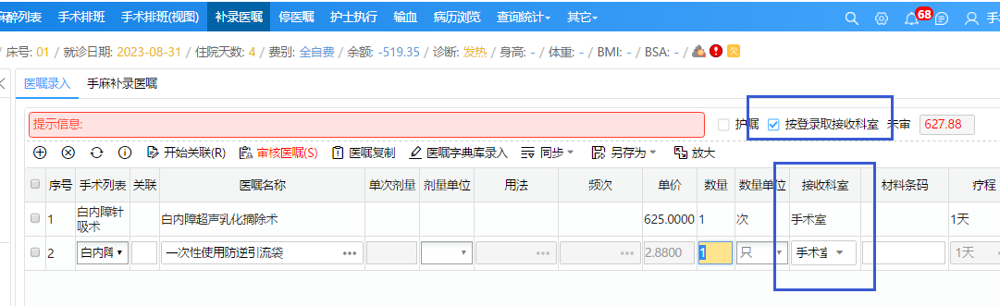 麻醉列表 手术排班 手术排班(视图) 补录医嘱 停医嘱 护士执行 输血 病历浏览 查询统计 其它 68 手
/ 床号: 01 / 就诊日期: 2023-08-31 / 住院天数: 4 / 费别: 全自费 / 余额: -519.35 / 诊断: 发热 / 身高: - / 体重: - / BMI: - / BSA: - / 欠
医嘱录入 手麻补录医嘱
提示信息: 护嘱 按登录取接收科室 未审 627.88
开始关联(R) 审核医嘱(S) 医嘱复制 医嘱字典库录入 同步 另存为 放大
序号 手术列表 关联 医嘱名称 单次剂量 剂量单位 用法 频次 单价 数量 数量单位 接收科室 材料条码 疗程
1 白内障针吸术 白内障超声乳化摘除术 625.0000 1 次 手术室 1天
2 白内障 一次性使用防逆引流袋 2.8800 1 只 手术室 1天